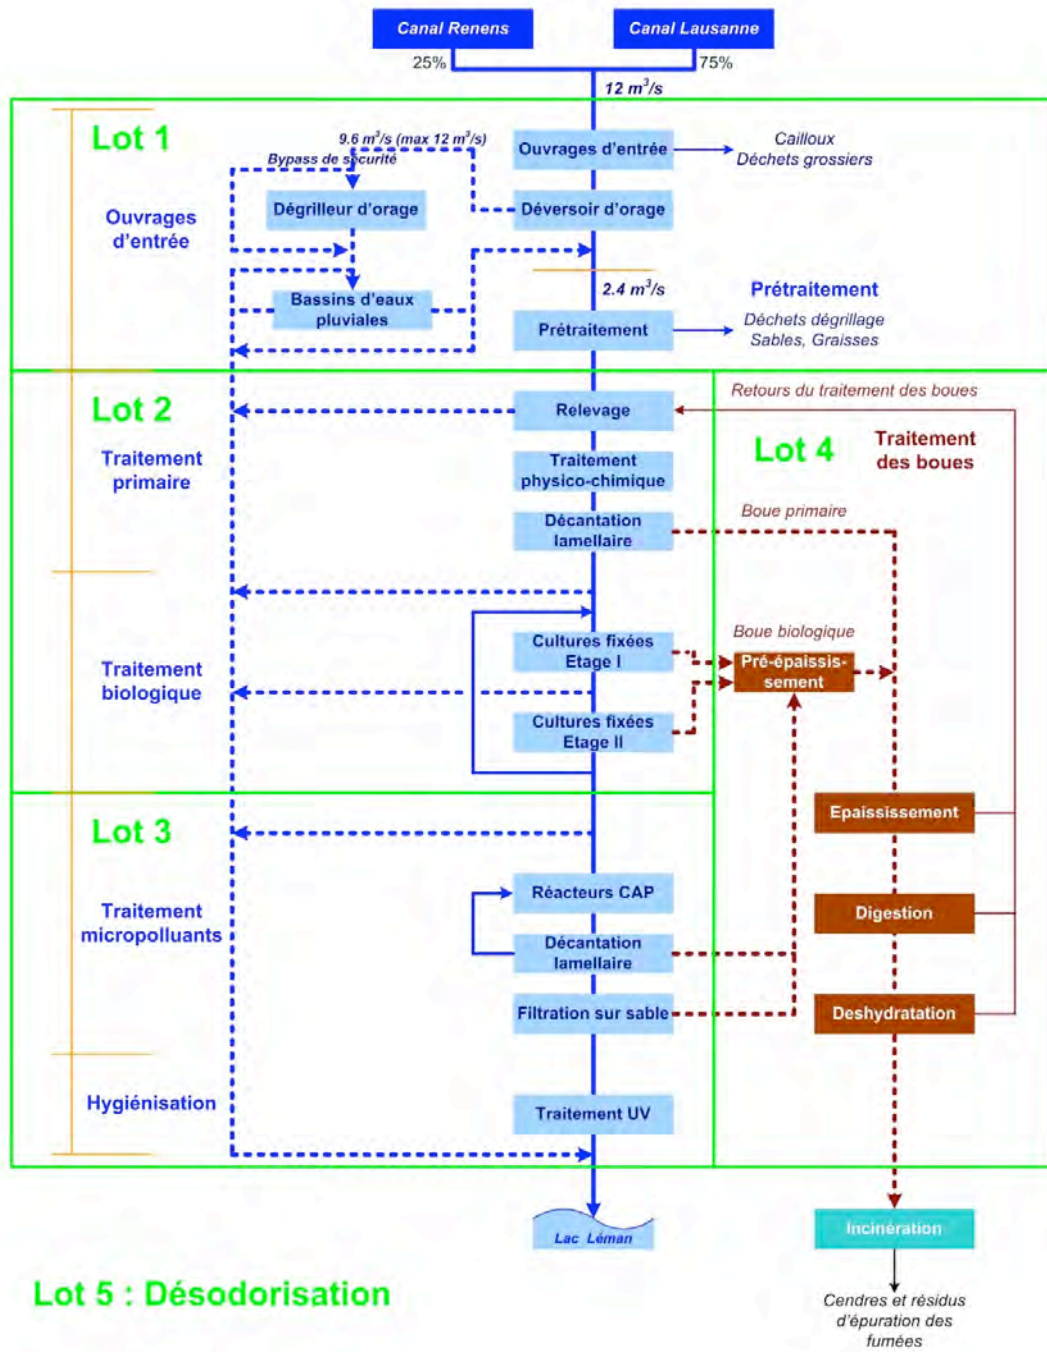 Canal Renens
Canal Lausanne
25%
75%
12 m³/s
Lot 1
9.6 m³/s (max 12 m³/s)
Bypass de sécurité
Ouvrages d'entrée
Cailloux
Déchets grossiers
Dégrilleur d'orage
Déversoir d'orage
Ouvrages
d'entrée
2.4 m³/s
Prétraitement
Bassins d'eaux
pluviales
Prétraitement
Déchets dégrillage
Sables, Graisses
Lot 2
Relevage
Retours du traitement des boues
Lot 4
Traitement
des boues
Traitement
primaire
Traitement
physico-chimique
Décantation
lamellaire
Boue primaire
Traitement
biologique
Cultures fixées
Etage I
Boue biologique
Pré-épaissis-
sement
Cultures fixées
Etage II
Lot 3
Epaississement
Traitement
micropolluants
Réacteurs CAP
Digestion
Décantation
lamellaire
Filtration sur sable
Deshydratation
Hygiénisation
Traitement UV
Lac Léman
Incinération
Lot 5 : Désodorisation
Cendres et résidus
d'épuration des
fumées